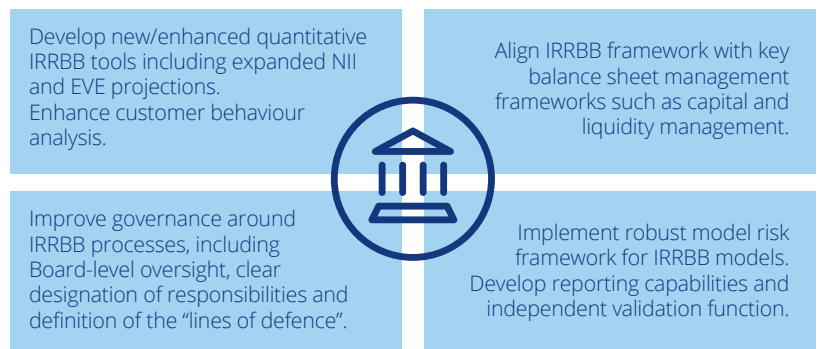 Develop new/enhanced quantitative
IRRBB tools including expanded NII
and EVE projections.
Enhance customer behaviour
analysis.
Align IRRBB framework with key
balance sheet management
frameworks such as capital and
liquidity management.
Improve governance around
IRRBB processes, including
Board-level oversight, clear
designation of responsibilities and
definition of the “lines of defence”.
Implement robust model risk
framework for IRRBB models.
Develop reporting capabilities and
independent validation function.